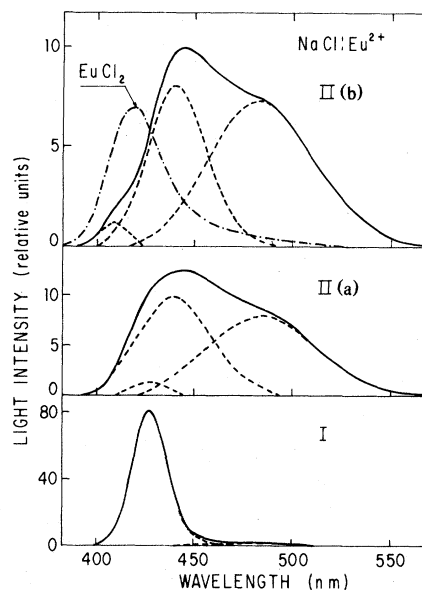 NaCl:Eu2+
EuCl2
II (b)
10
5
0
II (a)
10
5
0
I
80
40
0
LIGHT INTENSITY (relative units)
400 450 500 550
WAVELENGTH (nm)